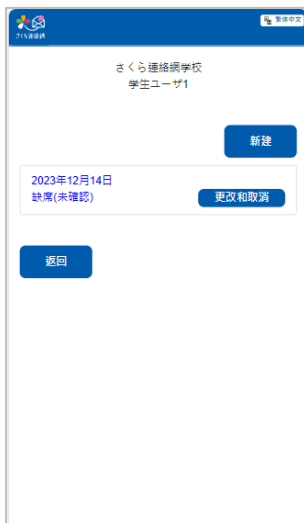 繁体中文
さくら連絡網
さくら連絡網学校
学生ユーザ1
新建
2023年12月14日
缺席(未確認)
更改和取消
返回